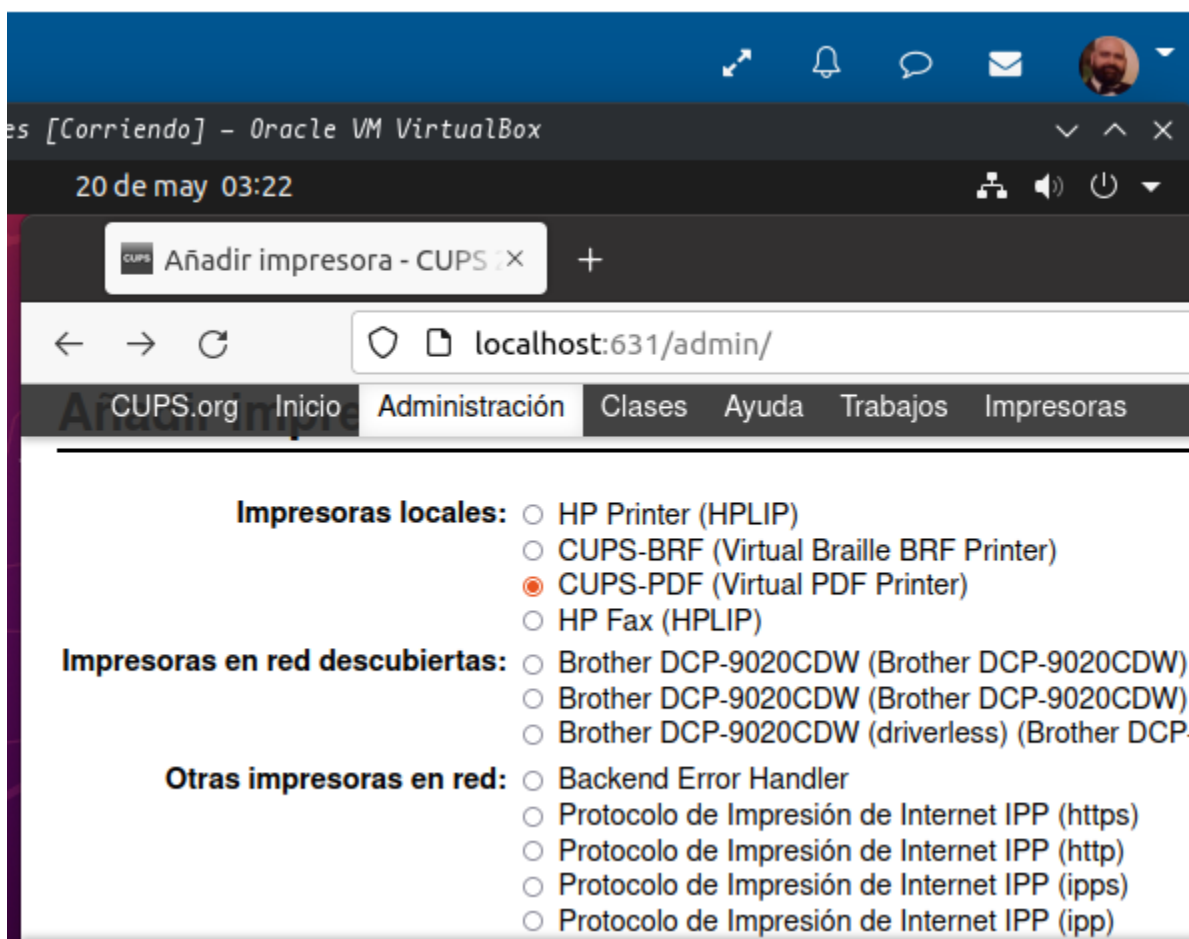 es [Corriendo] – Oracle VM VirtualBox
20 de may 03:22
CUPS Añadir impresora - CUPS
localhost:631/admin/
CUPS.org Inicio Administración Clases Ayuda Trabajos Impresoras
Añadir impre
Impresoras locales: HP Printer (HPLIP)
CUPS-BRF (Virtual Braille BRF Printer)
CUPS-PDF (Virtual PDF Printer)
HP Fax (HPLIP)
Impresoras en red descubiertas: Brother DCP-9020CDW (Brother DCP-9020CDW)
Brother DCP-9020CDW (Brother DCP-9020CDW)
Brother DCP-9020CDW (driverless) (Brother DCP-
Otras impresoras en red: Backend Error Handler
Protocolo de Impresión de Internet IPP (https)
Protocolo de Impresión de Internet IPP (http)
Protocolo de Impresión de Internet IPP (ipps)
Protocolo de Impresión de Internet IPP (ipp)